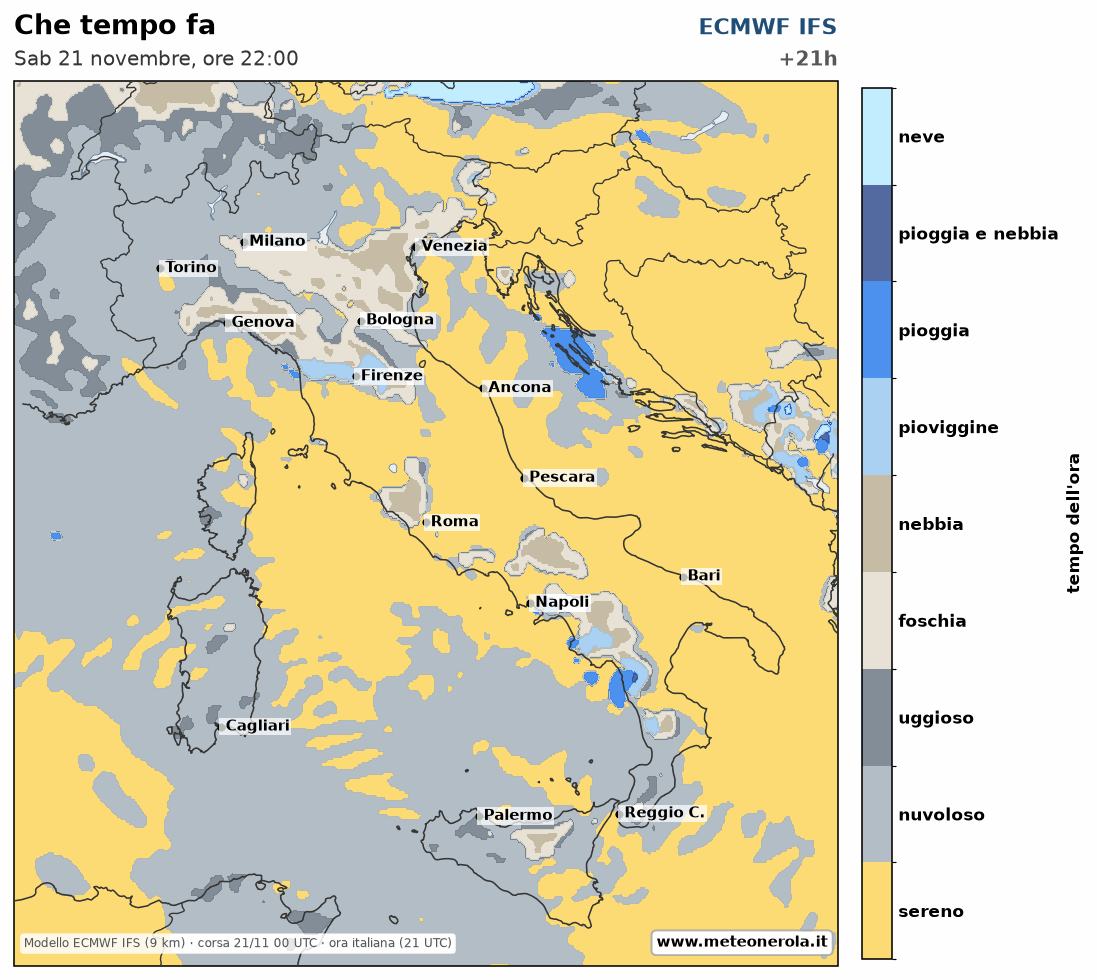 Che tempo fa
ECMWF IFS
Sab 21 novembre, ore 22:00
+21h
neve
pioggia e nebbia
pioggia
pioviggine
nebbia
foschia
uggioso
nuvoloso
sereno
tempo dell'ora
Milano
Venezia
Torino
Genova
Bologna
Firenze
Ancona
Pescara
Roma
Bari
Napoli
Cagliari
Palermo
Reggio C.
Modello ECMWF IFS (9 km) · corsa 21/11 00 UTC · ora italiana (21 UTC)
www.meteonerola.it